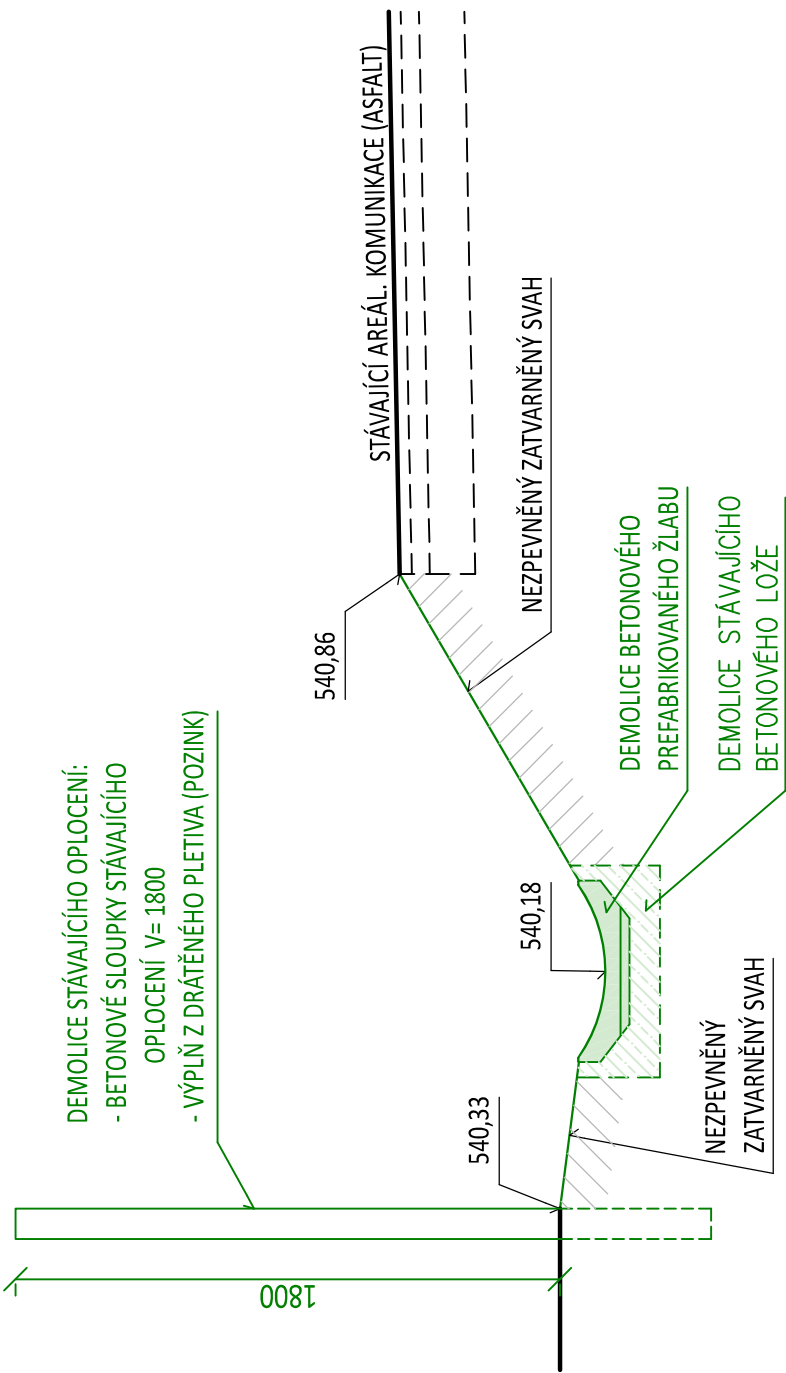 DEMOLICE STÁVAJÍCÍHO OPLOCENÍ:
- BETONOVÉ SLOUPKY STÁVAJÍCÍHO
OPLOCENÍ V= 1800
- VÝPLŇ Z DRÁTĚNÉHO PLETIVA (POZINK)
1800
540,33
540,18
540,86
STÁVAJÍCÍ AREÁL. KOMUNIKACE (ASFALT)
NEZPEVNĚNÝ ZATVARNĚNÝ SVAH
DEMOLICE BETONOVÉHO
PREFABRIKOVANÉHO ŽLABU
DEMOLICE STÁVAJÍCÍHO
BETONOVÉHO LOŽE
NEZPEVNĚNÝ
ZATVARNĚNÝ SVAH